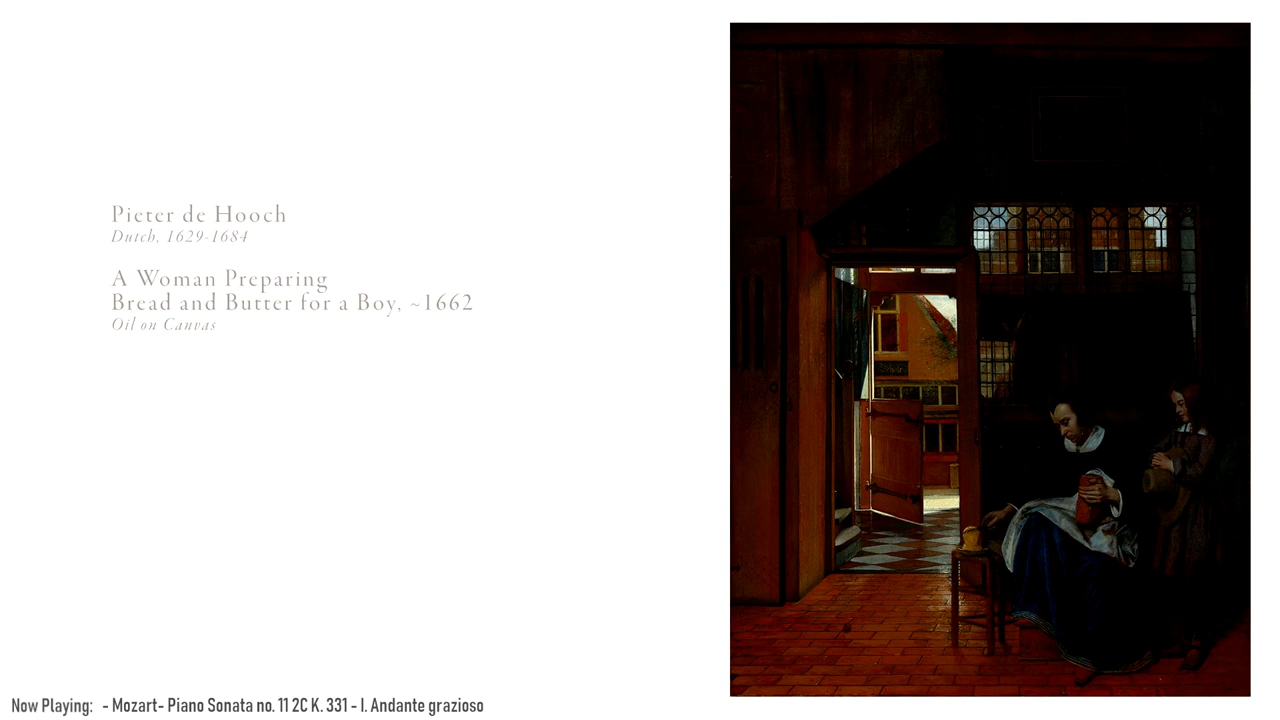 Pieter de Hooch
Dutch, 1629-1684
A Woman Preparing
Bread and Butter for a Boy, ~1662
Oil on Canvas
Now Playing: - Mozart- Piano Sonata no. 11 2C K. 331 - I. Andante grazioso